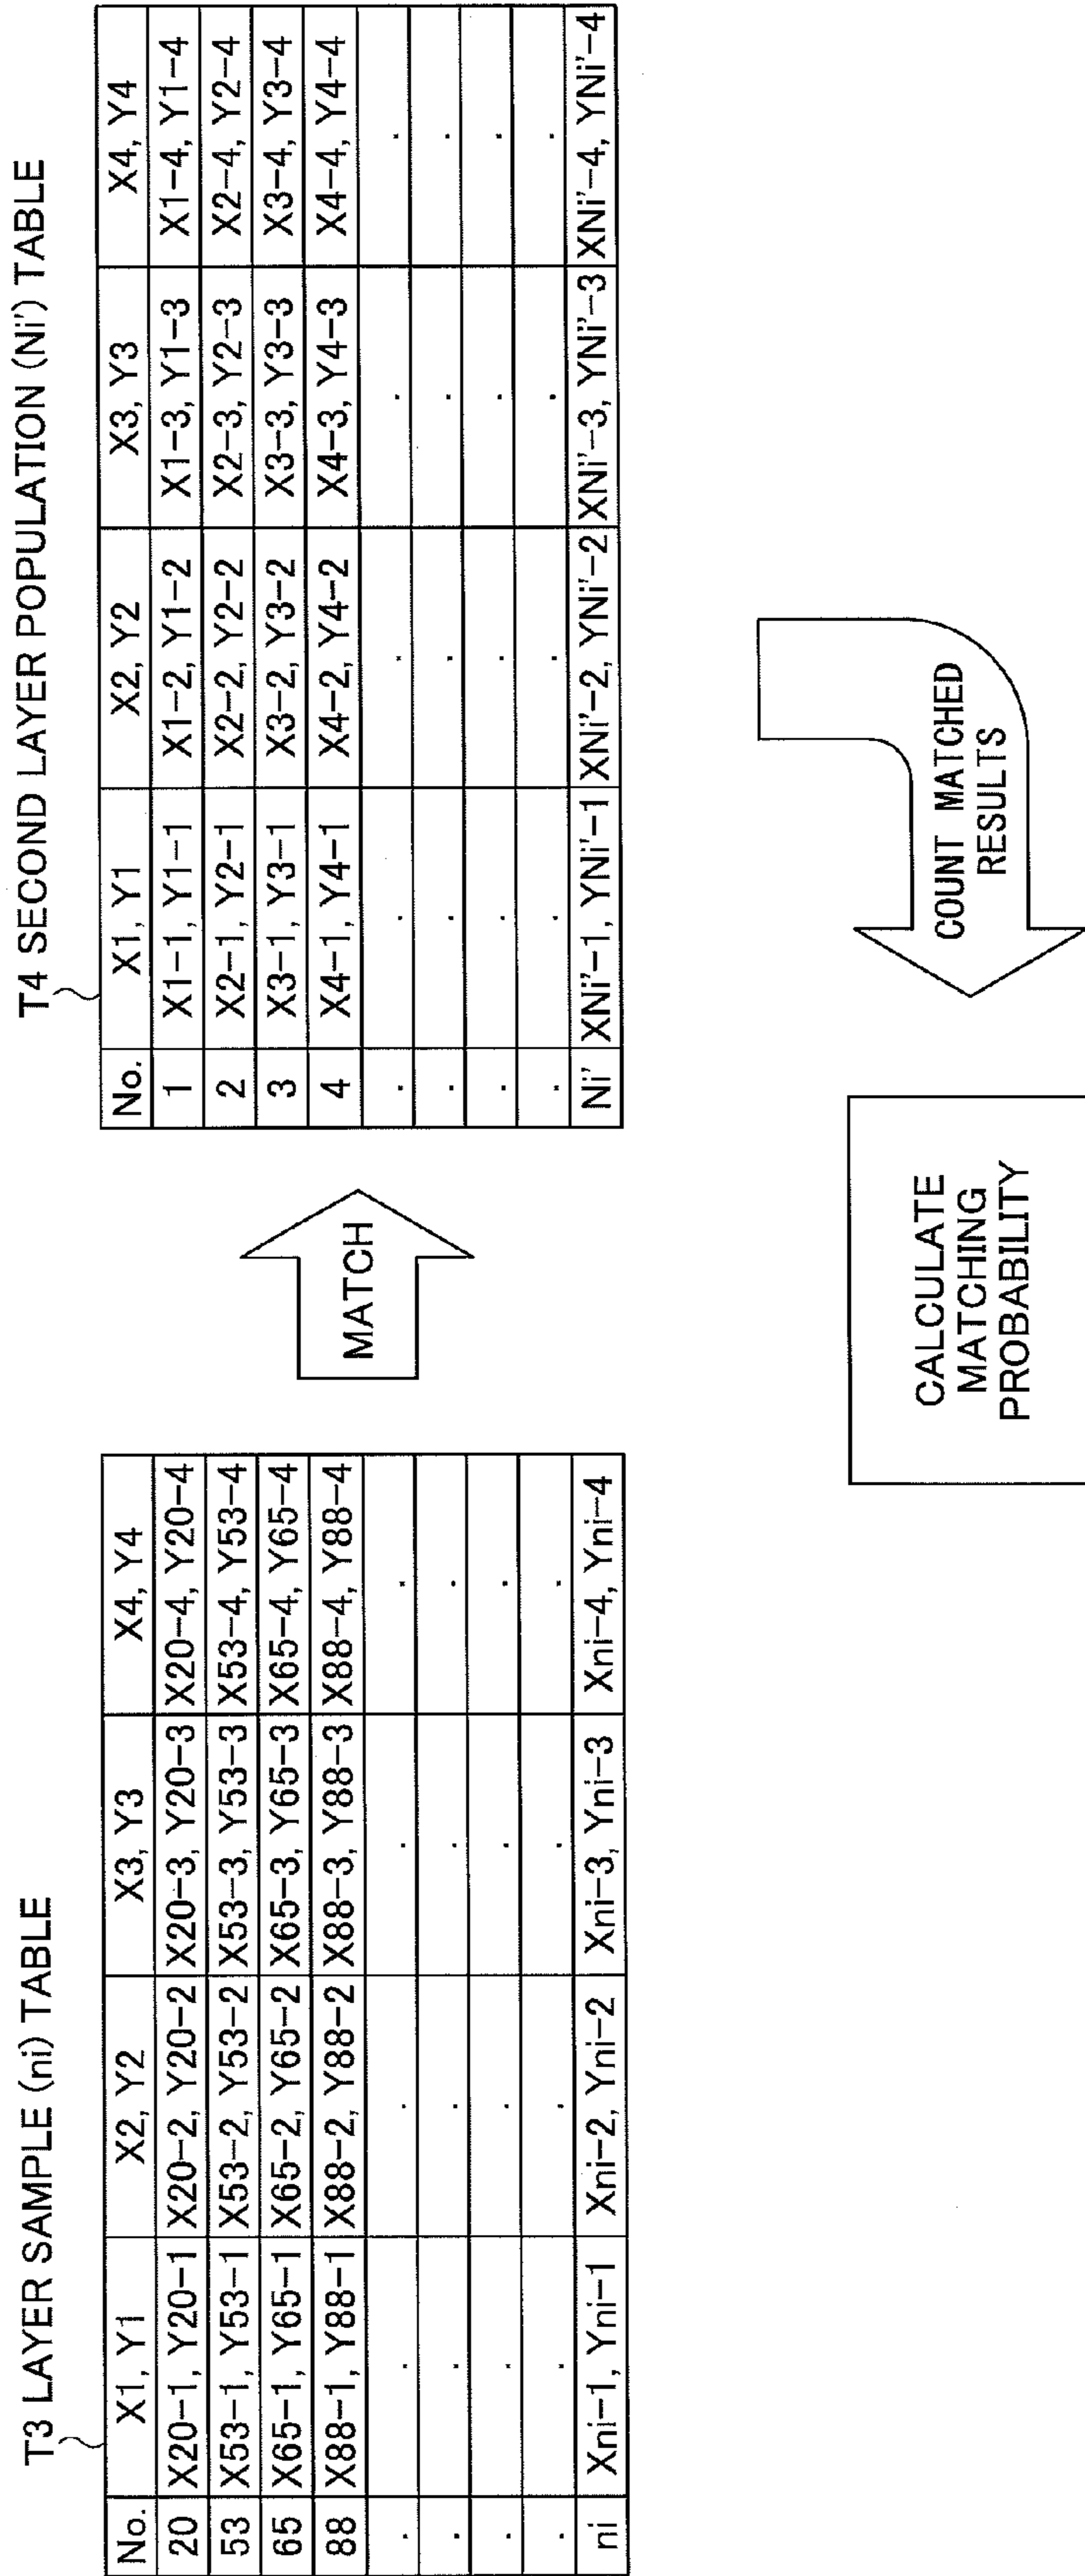 T3 LAYER SAMPLE (ni) TABLE
No. X1, Y1 X2, Y2 X3, Y3 X4, Y4
20 X20-1, Y20-1 X20-2, Y20-2 X20-3, Y20-3 X20-4, Y20-4
53 X53-1, Y53-1 X53-2, Y53-2 X53-3, Y53-3 X53-4, Y53-4
65 X65-1, Y65-1 X65-2, Y65-2 X65-3, Y65-3 X65-4, Y65-4
88 X88-1, Y88-1 X88-2, Y88-2 X88-3, Y88-3 X88-4, Y88-4
. . . . .
. . . . .
. . . . .
. . . . .
ni Xni-1, Yni-1 Xni-2, Yni-2 Xni-3, Yni-3 Xni-4, Yni-4
MATCH
T4 SECOND LAYER POPULATION (Ni') TABLE
No. X1, Y1 X2, Y2 X3, Y3 X4, Y4
1 X1-1, Y1-1 X1-2, Y1-2 X1-3, Y1-3 X1-4, Y1-4
2 X2-1, Y2-1 X2-2, Y2-2 X2-3, Y2-3 X2-4, Y2-4
3 X3-1, Y3-1 X3-2, Y3-2 X3-3, Y3-3 X3-4, Y3-4
4 X4-1, Y4-1 X4-2, Y4-2 X4-3, Y4-3 X4-4, Y4-4
. . . . .
. . . . .
. . . . .
. . . . .
Ni' XNi'-1, YNi'-1 XNi'-2, YNi'-2 XNi'-3, YNi'-3 XNi'-4, YNi'-4
COUNT MATCHED
RESULTS
CALCULATE
MATCHING
PROBABILITY